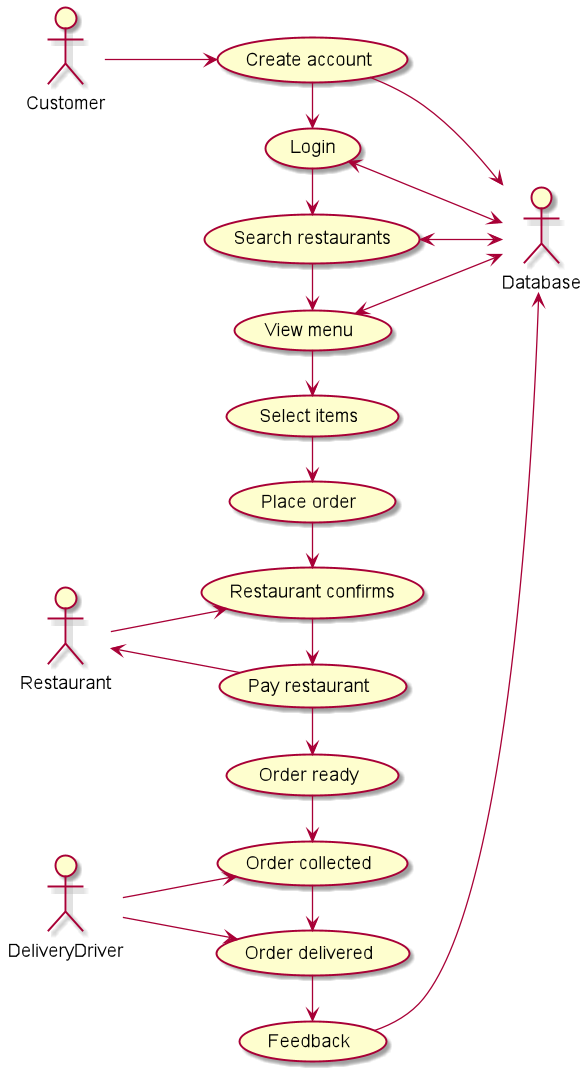 Customer
Create account
Login
Search restaurants
Database
View menu
Select items
Place order
Restaurant confirms
Restaurant
Pay restaurant
Order ready
Order collected
DeliveryDriver
Order delivered
Feedback